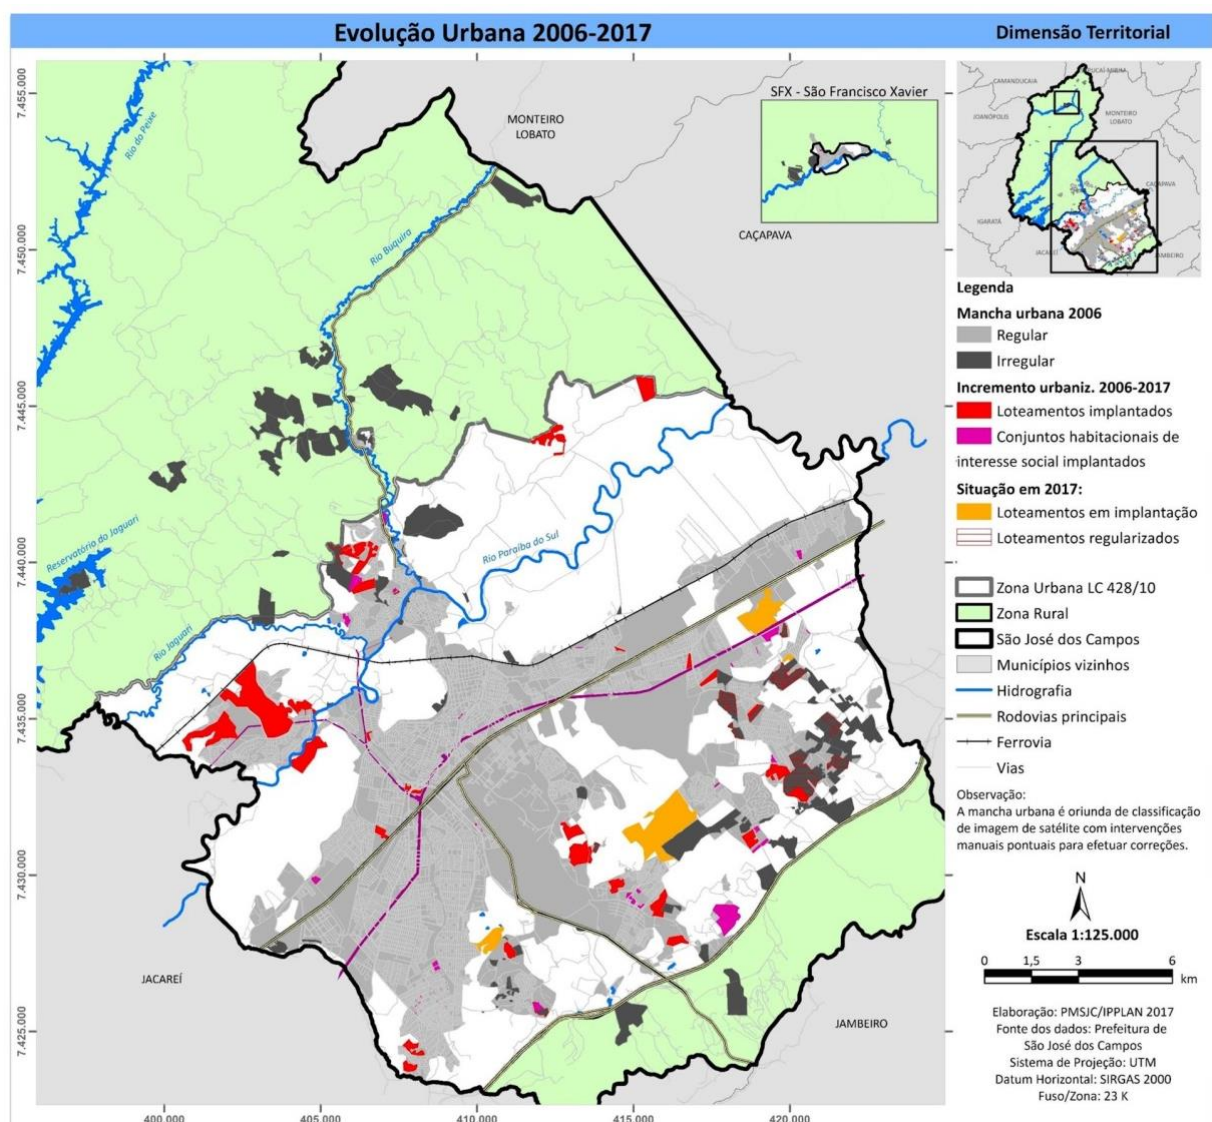 Evolução Urbana 2006-2017
Dimensão Territorial
7.455.000
7.450.000
7.445.000
7.440.000
7.435.000
7.430.000
7.425.000
Rio do Peixe
MONTEIRO
LOBATO
SFX - São Francisco Xavier
CAÇAPAVA
Rio Buquira
Rio Paraíba do Sul
Reservatório do Jaguari
Rio Jaguari
JACAREÍ
JAMBEIRO
400.000
405.000
410.000
415.000
420.000
CAMANDUCAIA
JOANÓPOLIS
MONTEIRO
LOBATO
CAÇAPAVA
IGARATÁ
JACAREÍ
JAMBEIRO
Legenda
Mancha urbana 2006
Regular
Irregular
Incremento urbaniz. 2006-2017
Loteamentos implantados
Conjuntos habitacionais de
interesse social implantados
Situação em 2017:
Loteamentos em implantação
Loteamentos regularizados
Zona Urbana LC 428/10
Zona Rural
São José dos Campos
Municípios vizinhos
Hidrografia
Rodovias principais
Ferrovia
Vias
Observação:
A mancha urbana é oriunda de classificação
de imagem de satélite com intervenções
manuais pontuais para efetuar correções.
N
Escala 1:125.000
0 1,5 3 6
km
Elaboração: PMSJC/IPPLAN 2017
Fonte dos dados: Prefeitura de
São José dos Campos
Sistema de Projeção: UTM
Datum Horizontal: SIRGAS 2000
Fuso/Zona: 23 K